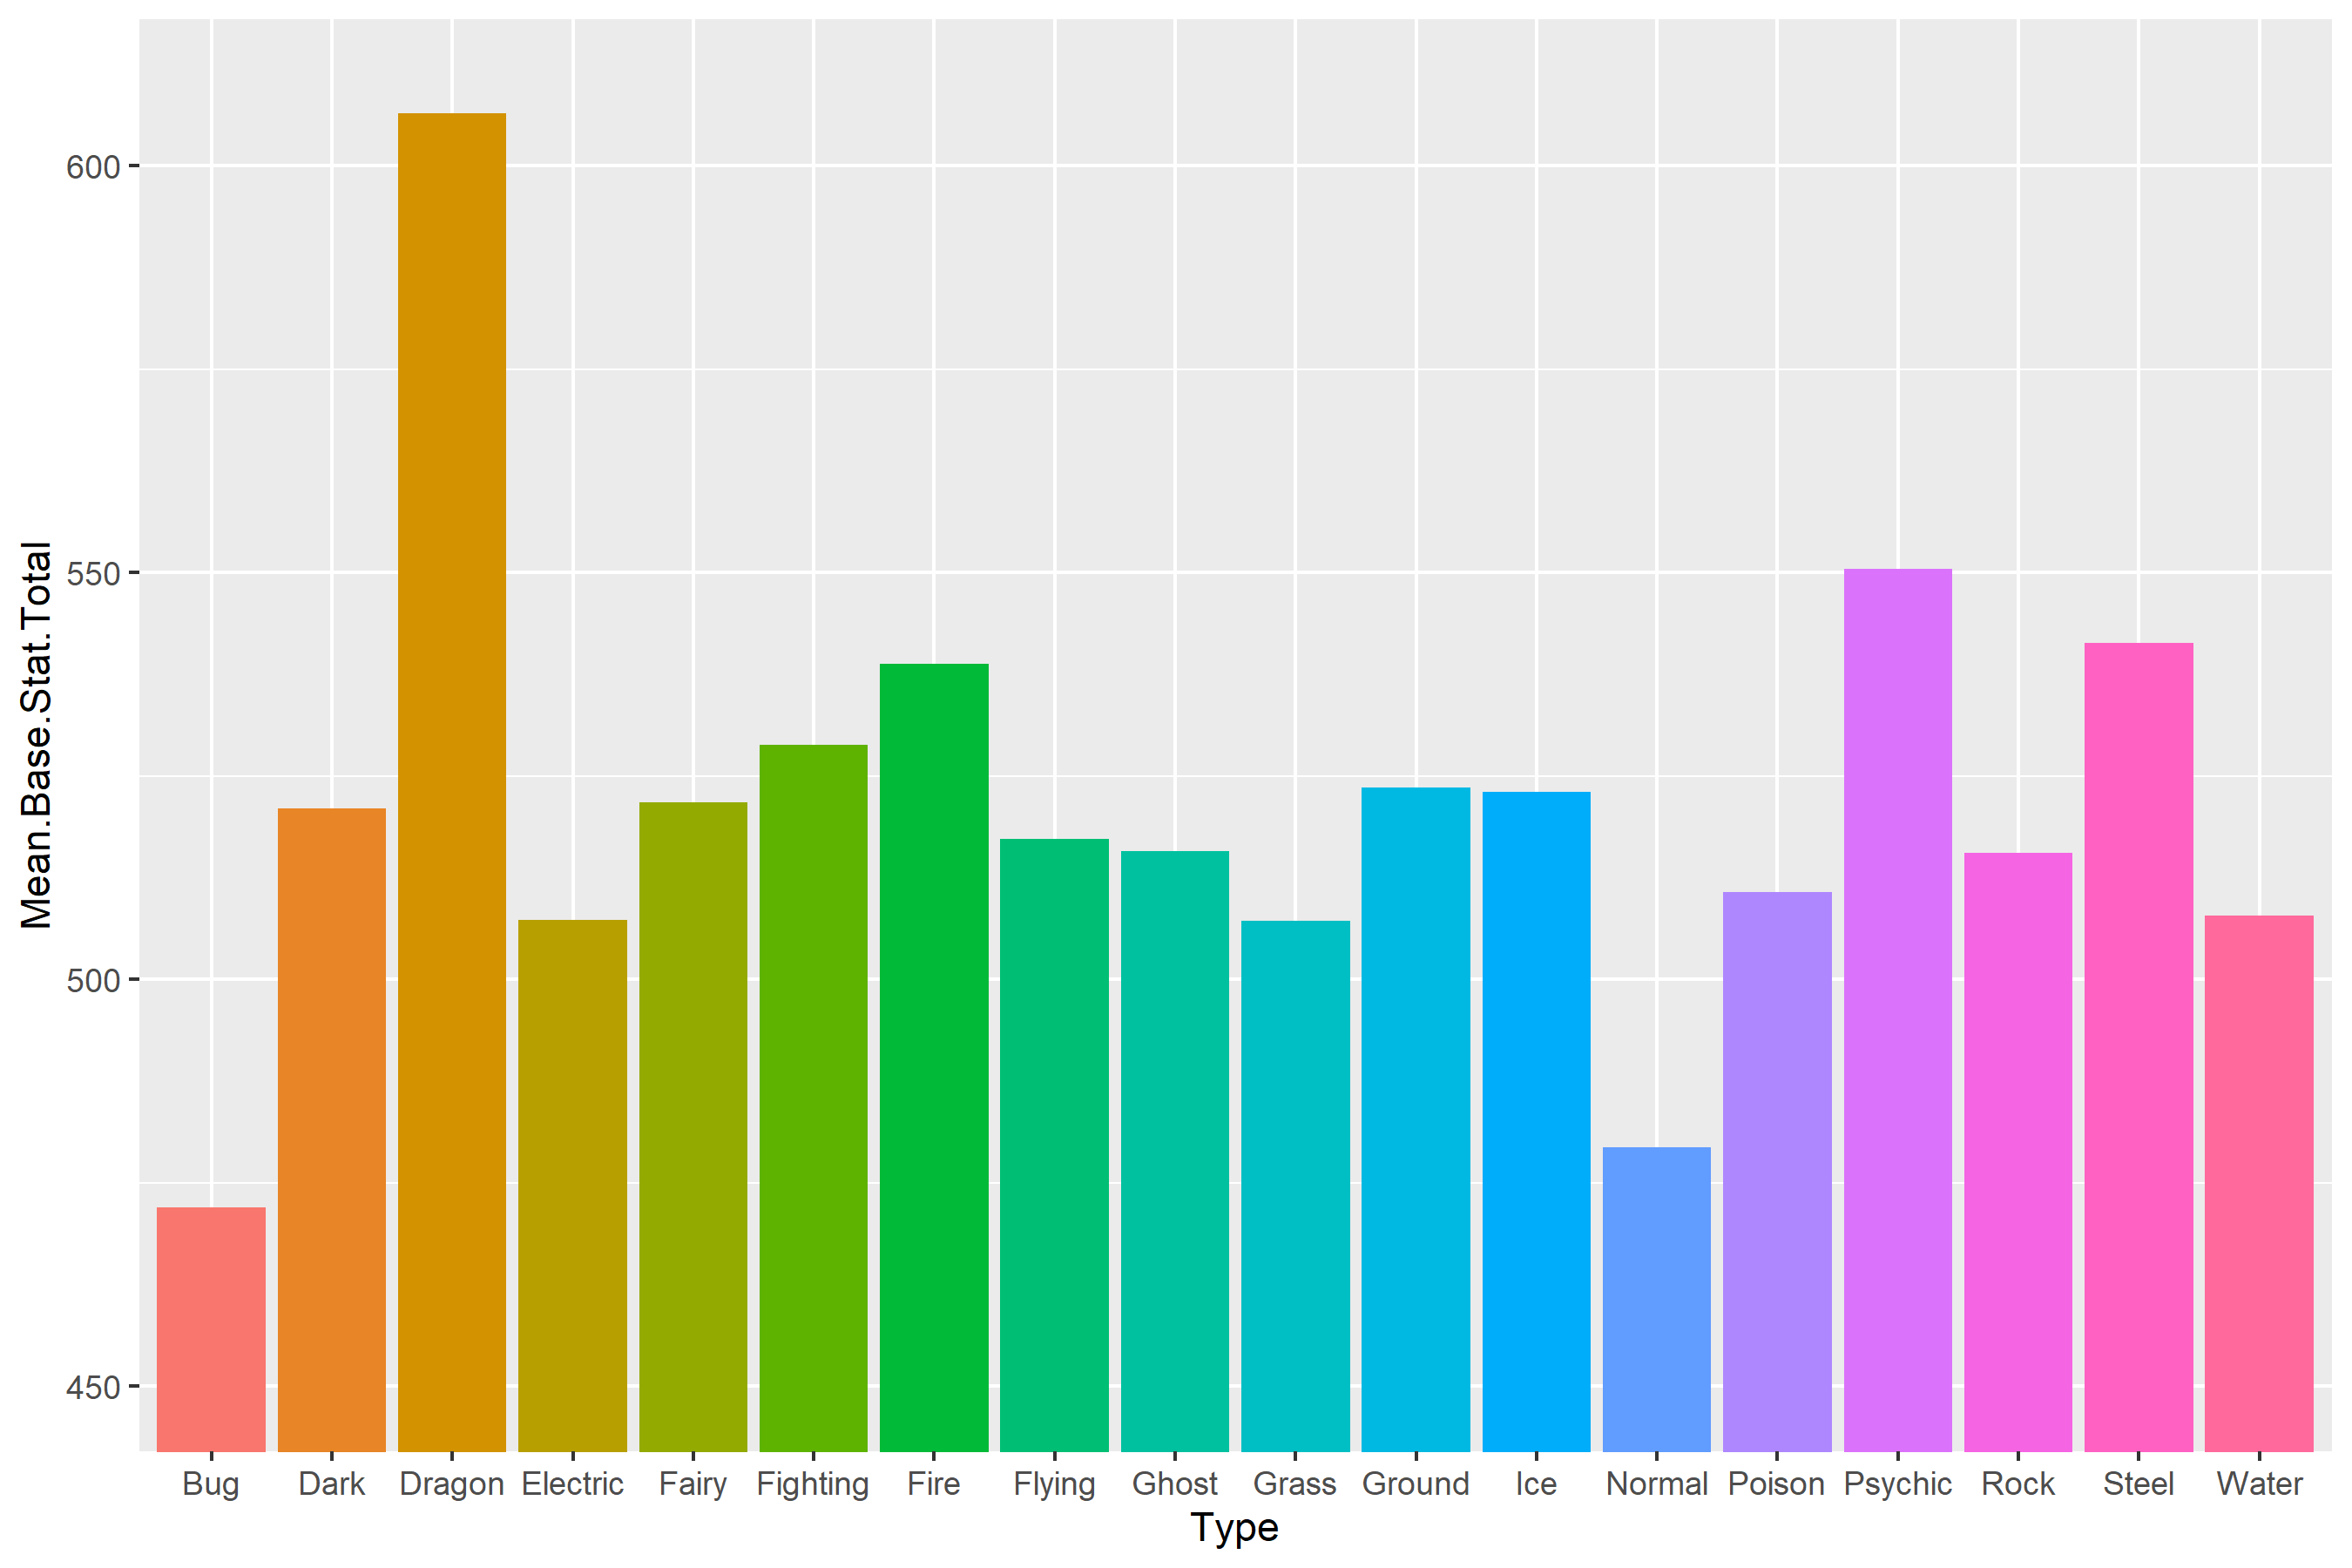 Mean.Base.Stat.Total
600
550
500
450
Bug Dark Dragon Electric Fairy Fighting Fire Flying Ghost Grass Ground Ice Normal Poison Psychic Rock Steel Water
Type